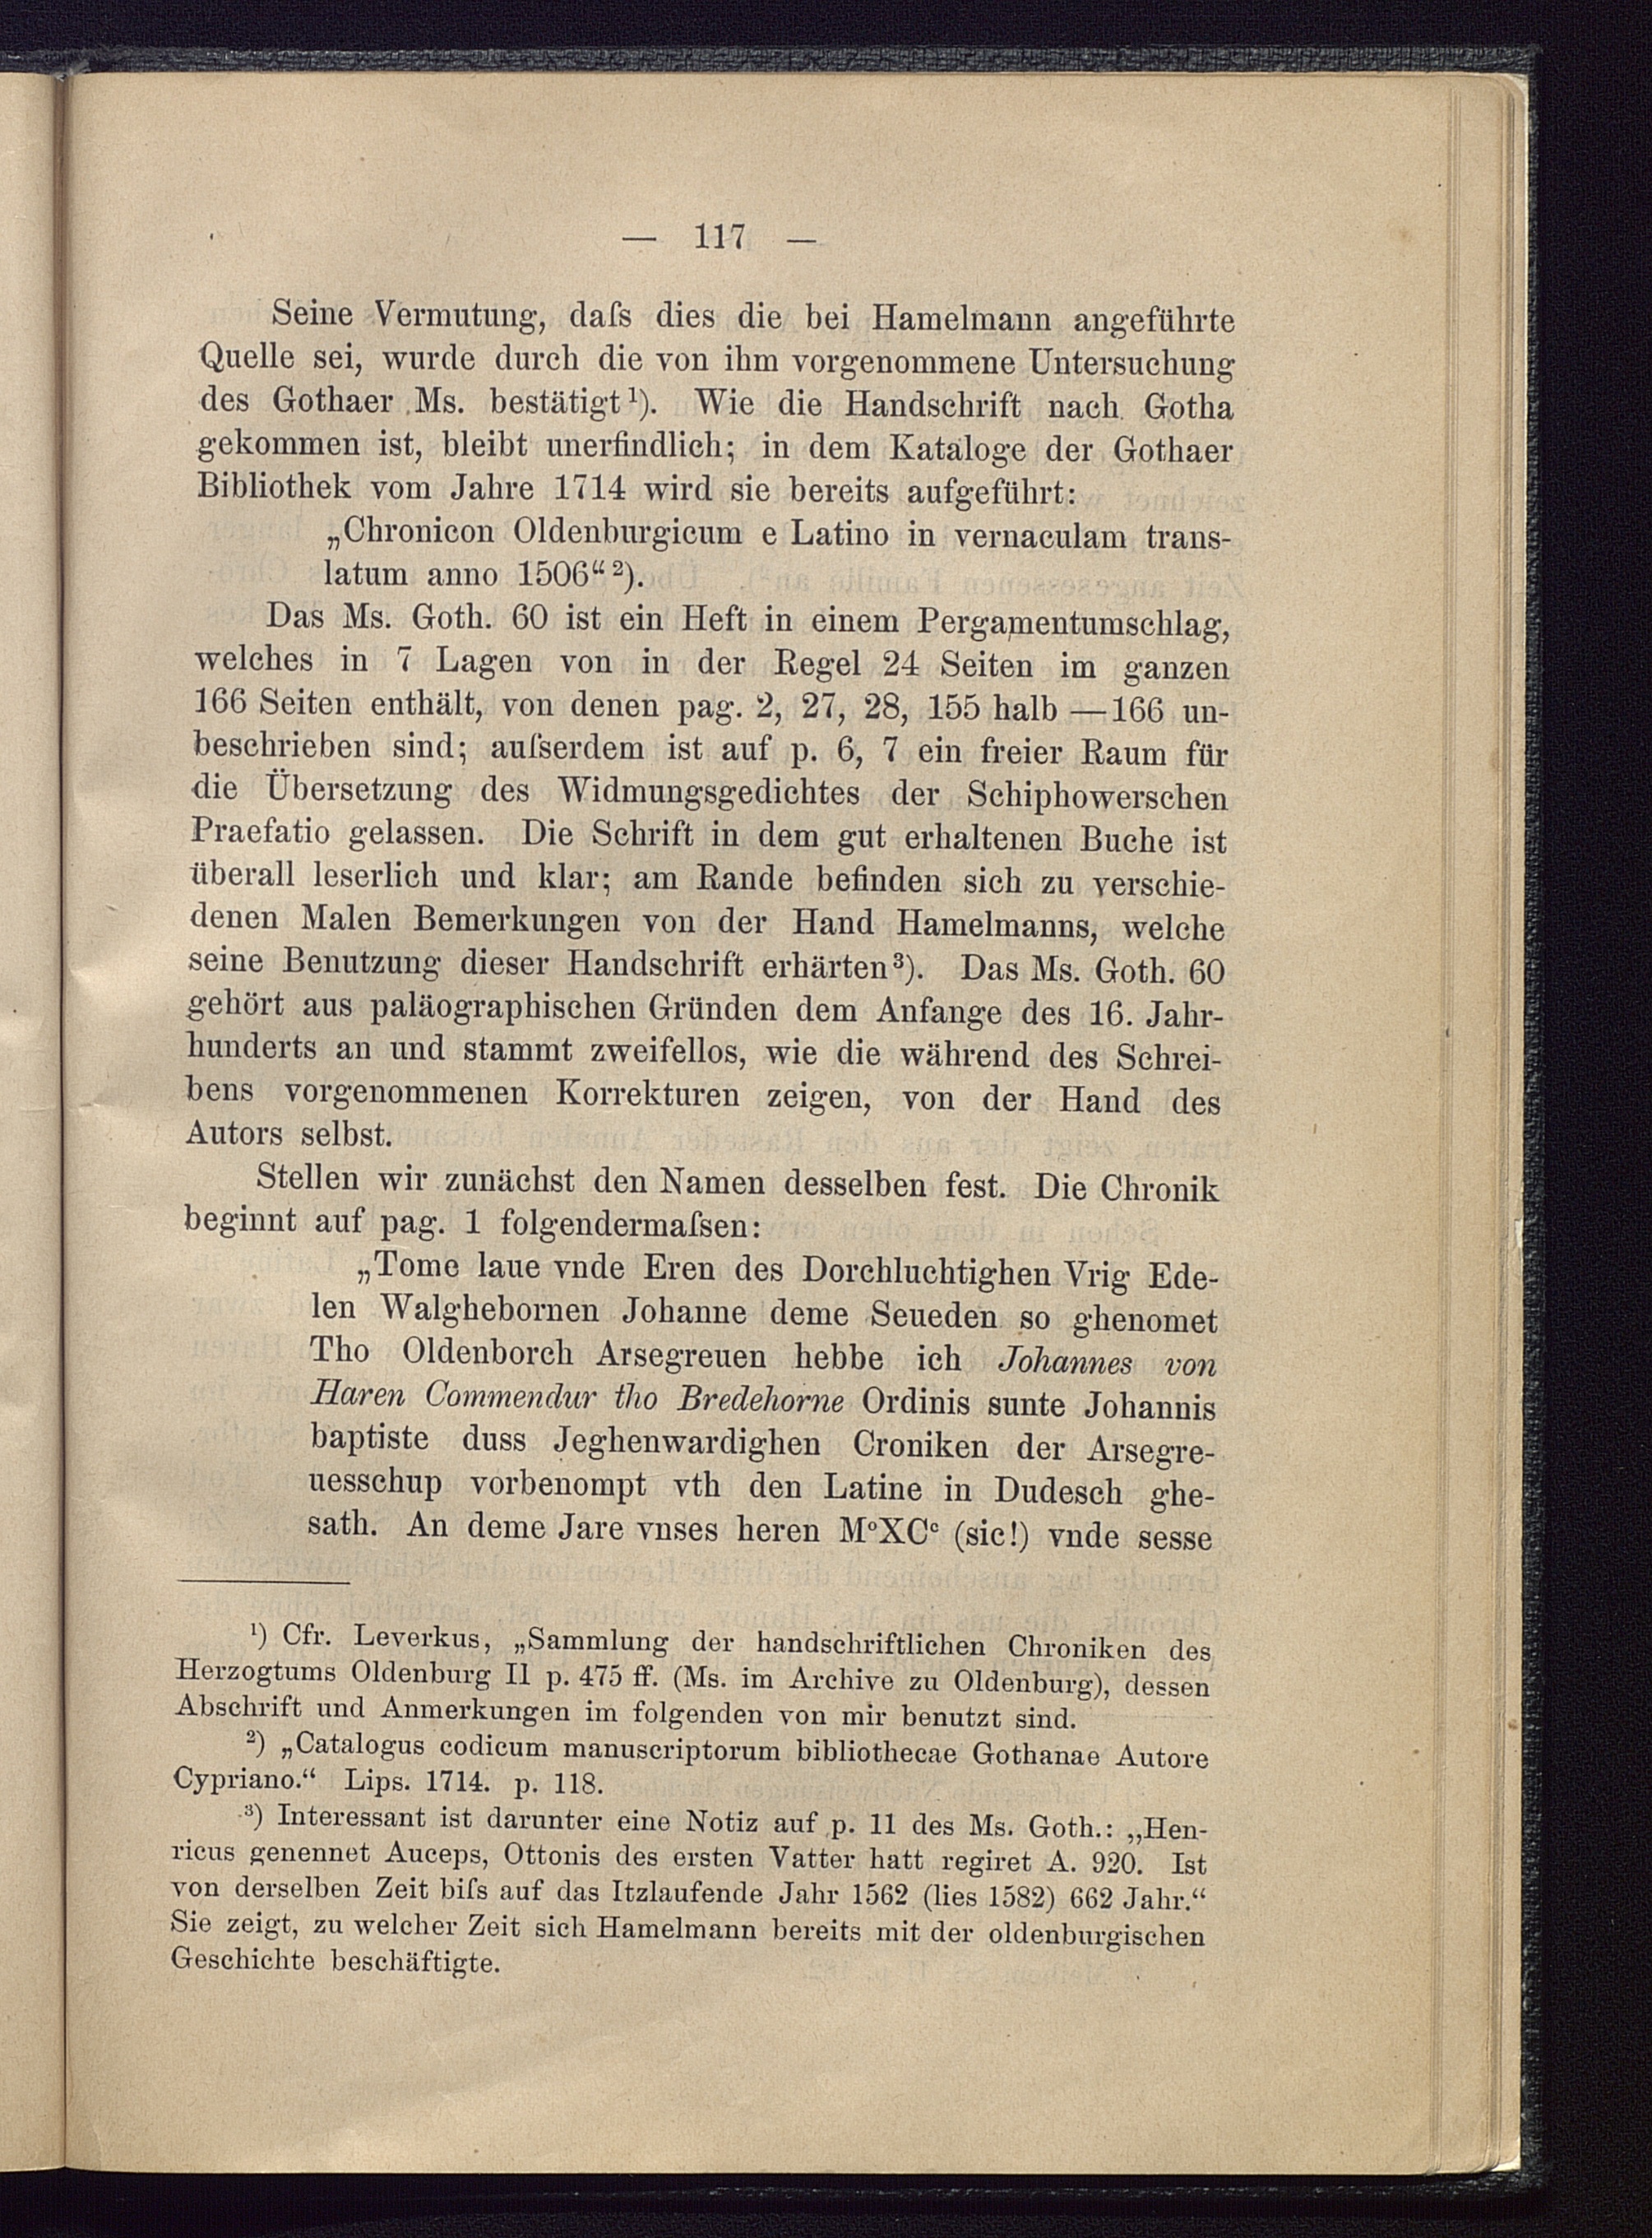 — 117 —
Seine Vermutung, daſs dies die bei Hamelmann angeführte
Quelle sei, wurde durch die von ihm vorgenommene Untersuchung
des Gothaer Ms. bestätigt¹). Wie die Handschrift nach Gotha
gekommen ist, bleibt unerfindlich; in dem Kataloge der Gothaer
Bibliothek vom Jahre 1714 wird sie bereits aufgeführt:
„Chronicon Oldenburgicum e Latino in vernaculam trans-
latum anno 1506“²).
Das Ms. Goth. 60 ist ein Heft in einem Pergamentumschlag,
welches in 7 Lagen von in der Regel 24 Seiten im ganzen
166 Seiten enthält, von denen pag. 2, 27, 28, 155 halb —166 un-
beschrieben sind; auſserdem ist auf p. 6, 7 ein freier Raum für
die Übersetzung des Widmungsgedichtes der Schiphowerschen
Praefatio gelassen. Die Schrift in dem gut erhaltenen Buche ist
überall leserlich und klar; am Rande befinden sich zu verschie-
denen Malen Bemerkungen von der Hand Hamelmanns, welche
seine Benutzung dieser Handschrift erhärten³). Das Ms. Goth. 60
gehört aus paläographischen Gründen dem Anfange des 16. Jahr-
hunderts an und stammt zweifellos, wie die während des Schrei-
bens vorgenommenen Korrekturen zeigen, von der Hand des
Autors selbst.
Stellen wir zunächst den Namen desselben fest. Die Chronik
beginnt auf pag. 1 folgendermaſsen:
„Tome laue vnde Eren des Dorchluchtighen Vrig Ede-
len Walghebornen Johanne deme Seueden so ghenomet
Tho Oldenborch Arsegreuen hebbe ich Johannes von
Haren Commendur tho Bredehorne Ordinis sunte Johannis
baptiste duss Jeghenwardighen Croniken der Arsegre-
uesschup vorbenompt vth den Latine in Dudesch ghe-
sath. An deme Jare vnses heren MºXCᶜ (sic!) vnde sesse
¹) Cfr. Leverkus, „Sammlung der handschriftlichen Chroniken des
Herzogtums Oldenburg II p. 475 ff. (Ms. im Archive zu Oldenburg), dessen
Abschrift und Anmerkungen im folgenden von mir benutzt sind.
²) „Catalogus codicum manuscriptorum bibliothecae Gothanae Autore
Cypriano.“ Lips. 1714. p. 118.
³) Interessant ist darunter eine Notiz auf p. 11 des Ms. Goth.: „Hen-
ricus genennet Auceps, Ottonis des ersten Vatter hatt regiret A. 920. Ist
von derselben Zeit biſs auf das Itzlaufende Jahr 1562 (lies 1582) 662 Jahr.“
Sie zeigt, zu welcher Zeit sich Hamelmann bereits mit der oldenburgischen
Geschichte beschäftigte.